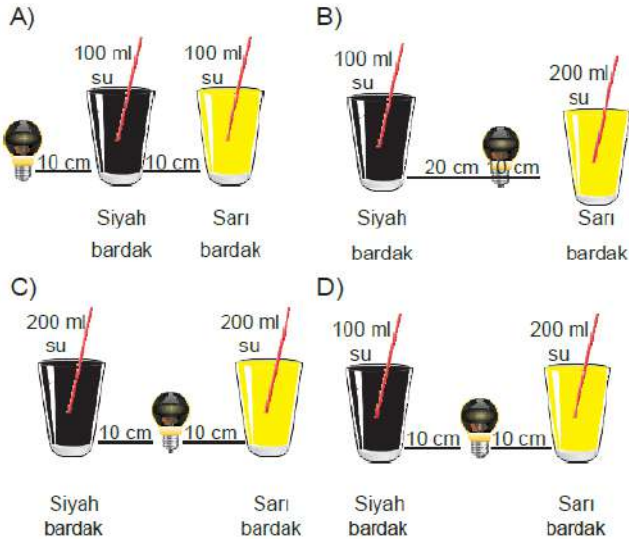 A)
100 ml
su
100 ml
su
10 cm
10 cm
Siyah
bardak
Sarı
bardak
B)
100 ml
su
200 ml
su
20 cm
10 cm
Siyah
bardak
Sarı
bardak
C)
200 ml
su
200 ml
su
10 cm
10 cm
Siyah
bardak
Sarı
bardak
D)
100 ml
su
200 ml
su
10 cm
10 cm
Siyah
bardak
Sarı
bardak